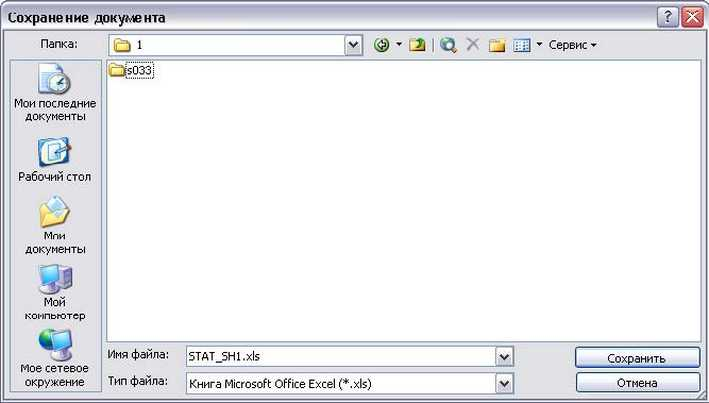 Сохранение документа
Папка:
1
Сервис
js033
Мои последние
документы
Рабочий стол
Мои
документы
Мой
компьютер
Мое сетевое
окружение
Имя файла:
STAT_SH1.xls
Сохранить
Тип файла:
Книга Microsoft Office Excel (*.xls)
Отмена